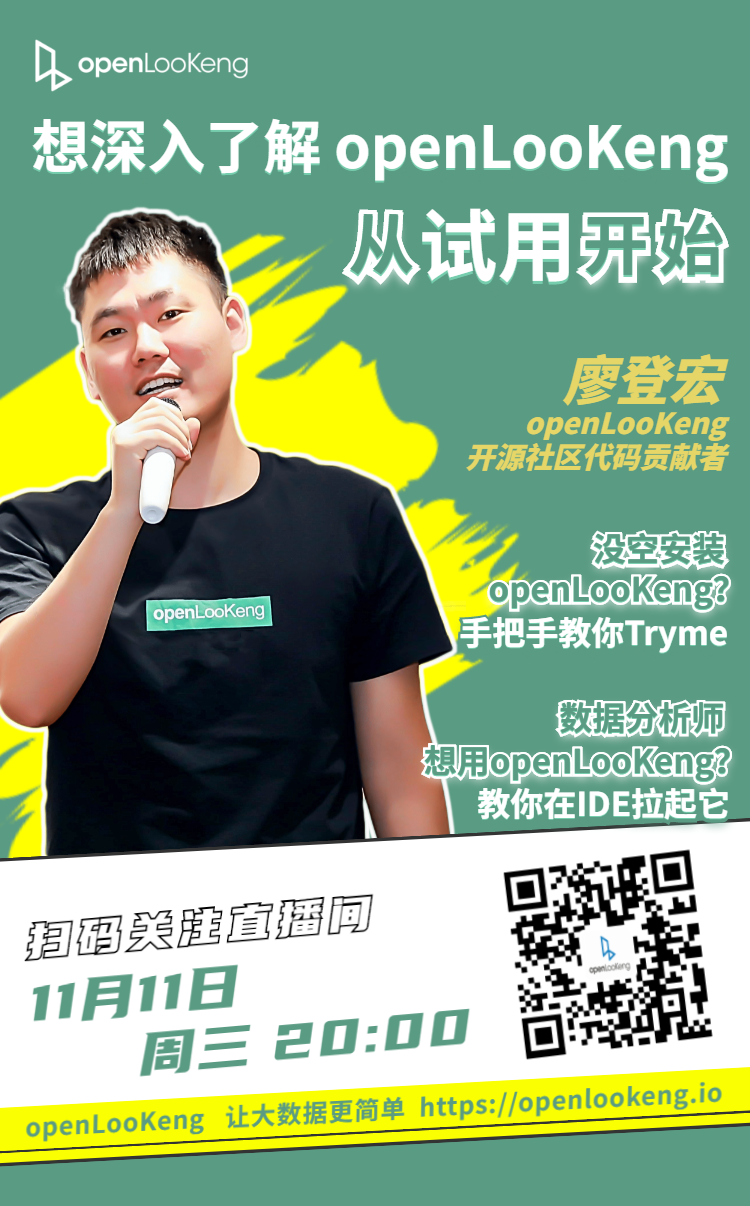 openLooKeng
想深入了解 openLooKeng
从试用开始
廖登宏
openLooKeng
开源社区代码贡献者
没空安装
openLooKeng?
手把手教你Tryme
openLooKeng
数据分析师
想用openLooKeng?
教你在IDE拉起它
扫码关注直播间
11月11日
周三 20:00
openLooKeng
openLooKeng 让大数据更简单 https://openlookeng.io